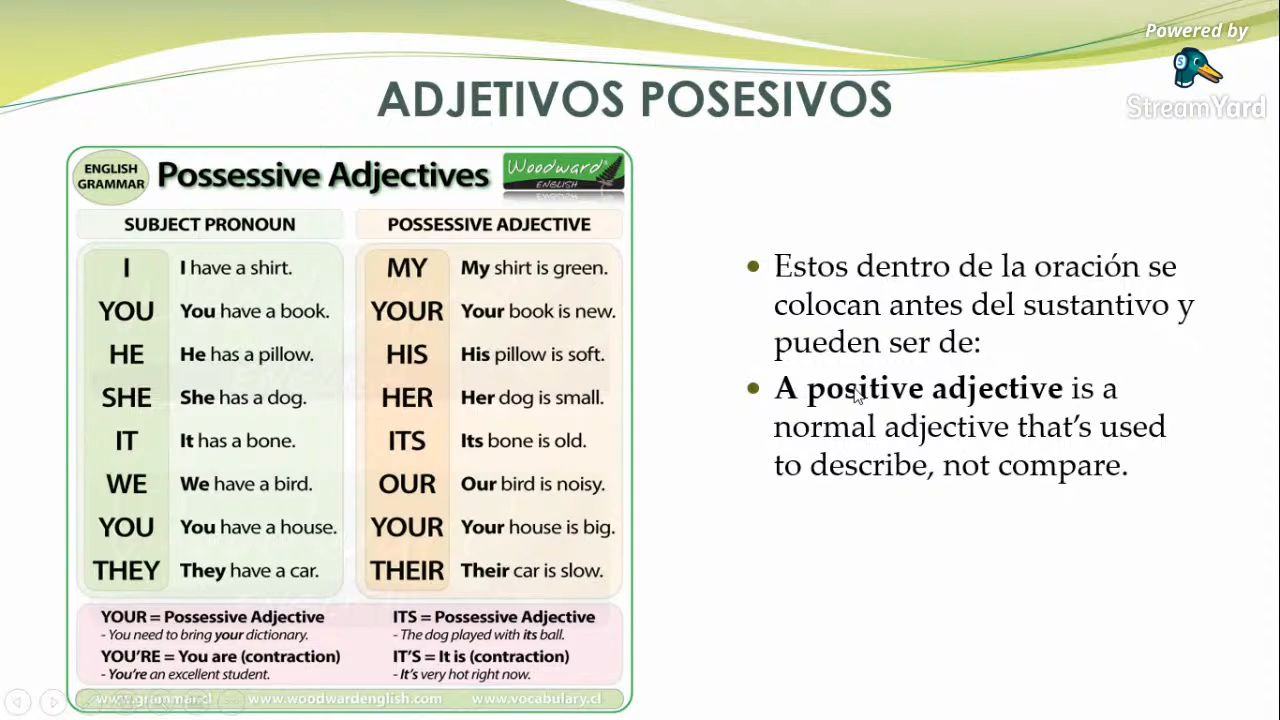 Powered by
StreamYard
ADJETIVOS POSESIVOS
ENGLISH
GRAMMAR
Possessive Adjectives
Woodward®
ENGLISH
SUBJECT PRONOUN
POSSESSIVE ADJECTIVE
I I have a shirt.
MY My shirt is green.
YOU You have a book.
YOUR Your book is new.
HE He has a pillow.
HIS His pillow is soft.
SHE She has a dog.
HER Her dog is small.
IT It has a bone.
ITS Its bone is old.
WE We have a bird.
OUR Our bird is noisy.
YOU You have a house.
YOUR Your house is big.
THEY They have a car.
THEIR Their car is slow.
YOUR = Possessive Adjective
- You need to bring your dictionary.
YOU'RE = You are (contraction)
- You're an excellent student.
ITS = Possessive Adjective
- The dog played with its ball.
IT'S = It is (contraction)
- It's very hot right now.
www.grammar.cl www.woodwardenglish.com www.vocabulary.cl
• Estos dentro de la oración se
colocan antes del sustantivo y
pueden ser de:
• A positive adjective is a
normal adjective that's used
to describe, not compare.